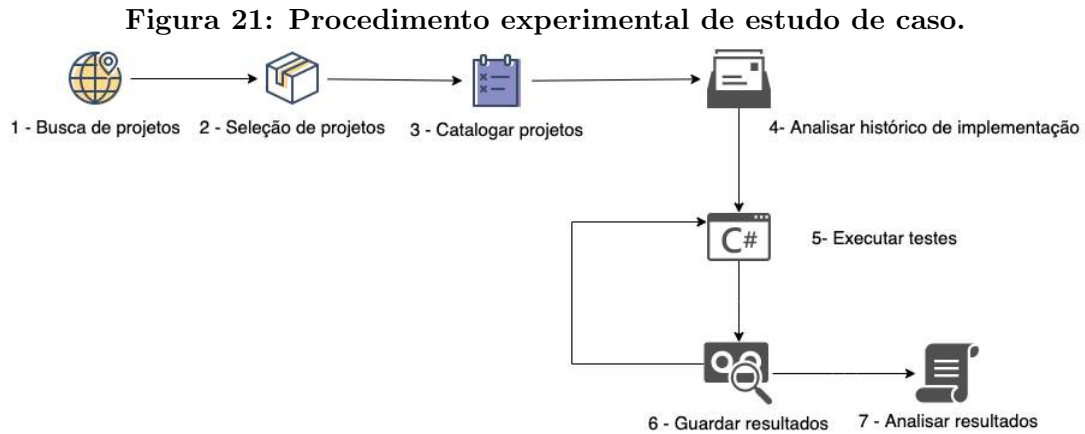 Figura 21: Procedimento experimental de estudo de caso.
1 - Busca de projetos
2 - Seleção de projetos
3 - Catalogar projetos
4- Analisar histórico de implementação
C#
5- Executar testes
6 - Guardar resultados
7 - Analisar resultados